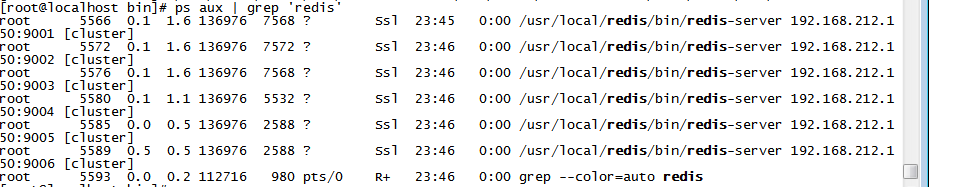 [root@localhost bin]# ps aux | grep 'redis'
root      5566  0.1  1.6 136976  7568 ?        Ssl  23:45   0:00 /usr/local/redis/bin/redis-server 192.168.212.1
50:9001 [cluster]
root      5572  0.1  1.6 136976  7572 ?        Ssl  23:46   0:00 /usr/local/redis/bin/redis-server 192.168.212.1
50:9002 [cluster]
root      5576  0.1  1.6 136976  7568 ?        Ssl  23:46   0:00 /usr/local/redis/bin/redis-server 192.168.212.1
50:9003 [cluster]
root      5580  0.1  1.1 136976  5532 ?        Ssl  23:46   0:00 /usr/local/redis/bin/redis-server 192.168.212.1
50:9004 [cluster]
root      5585  0.0  0.5 136976  2588 ?        Ssl  23:46   0:00 /usr/local/redis/bin/redis-server 192.168.212.1
50:9005 [cluster]
root      5589  0.5  0.5 136976  2588 ?        Ssl  23:46   0:00 /usr/local/redis/bin/redis-server 192.168.212.1
50:9006 [cluster]
root      5593  0.0  0.2 112716   980 pts/0    R+   23:46   0:00 grep --color=auto redis